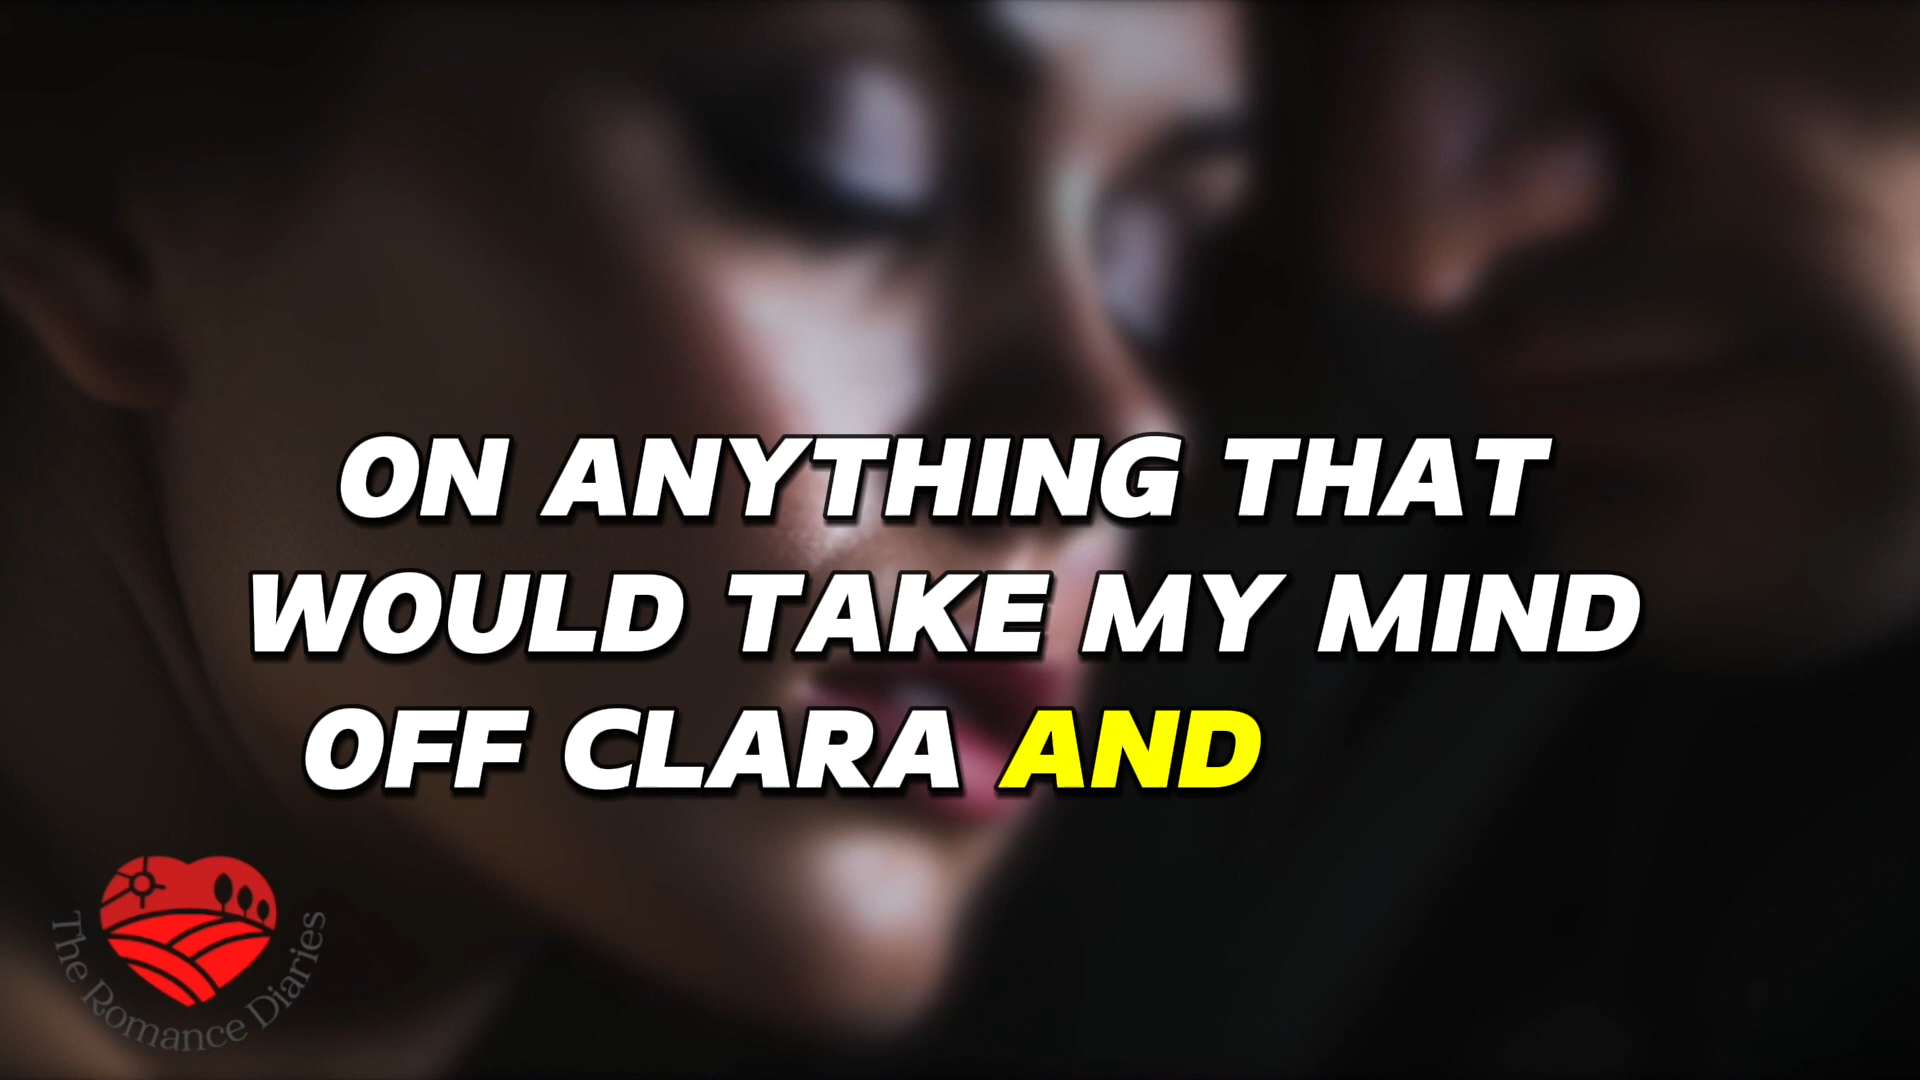 ON ANYTHING THAT
WOULD TAKE MY MIND
OFF CLARA AND
The Romance Diaries